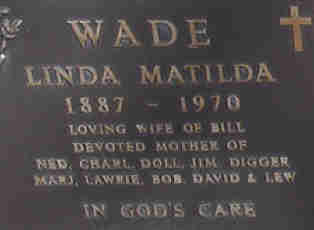 WADE
LINDA MATILDA
1887 - 1970
LOVING WIFE OF BILL
DEVOTED MOTHER OF
NED, CHARL, DOLL, JIM, DIGGER,
MARJ, LAWRIE, BOB, DAVID & LEW
IN GOD'S CARE